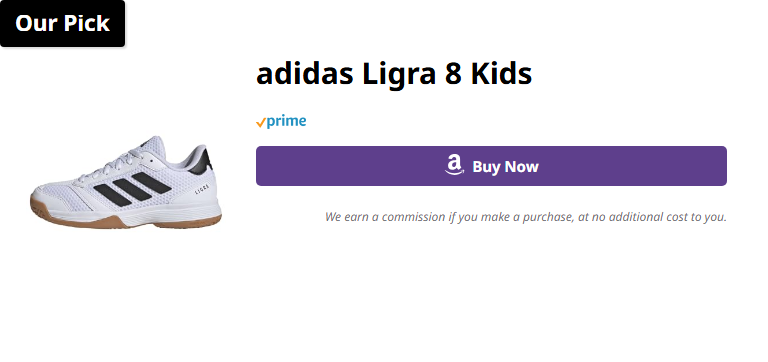 Our Pick
adidas Ligra 8 Kids
prime
a Buy Now
We earn a commission if you make a purchase, at no additional cost to you.
LIGRA